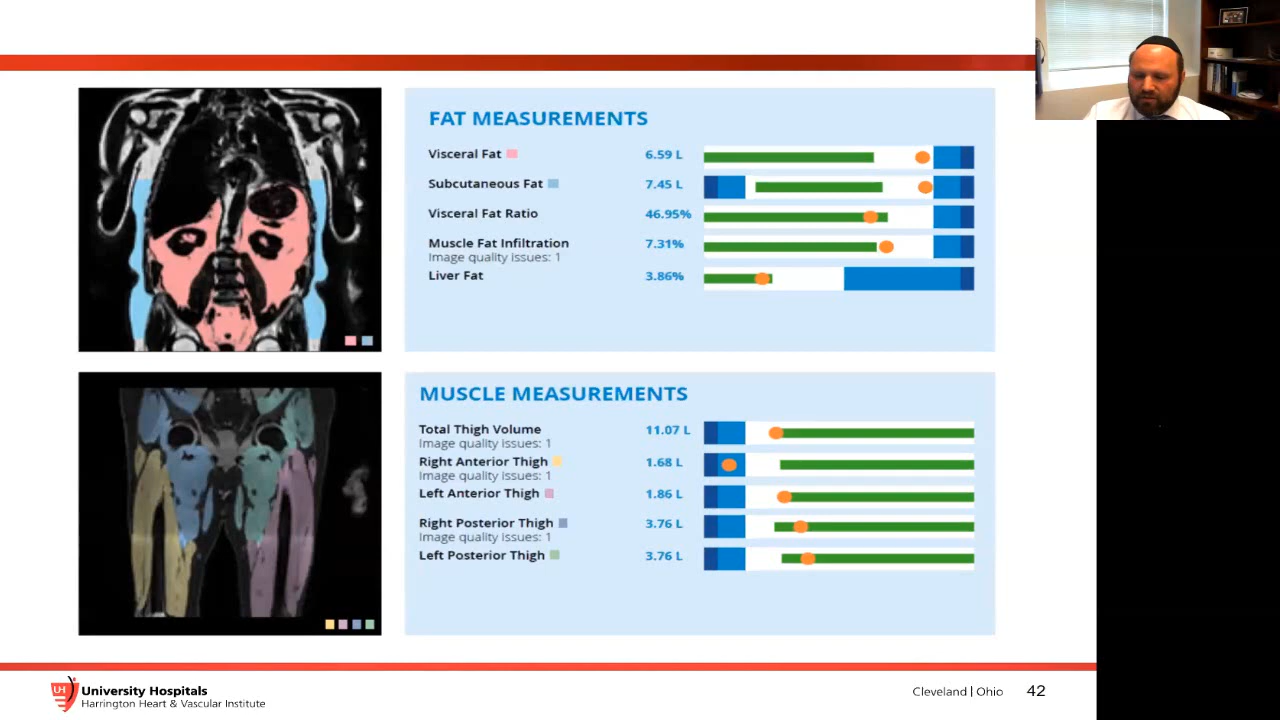 FAT MEASUREMENTS
Visceral Fat 6.59 L
Subcutaneous Fat 7.45 L
Visceral Fat Ratio 46.95%
Muscle Fat Infiltration 7.31%
Image quality issues: 1
Liver Fat 3.86%
MUSCLE MEASUREMENTS
Total Thigh Volume 11.07 L
Image quality issues: 1
Right Anterior Thigh 1.68 L
Image quality issues: 1
Left Anterior Thigh 1.86 L
Right Posterior Thigh 3.76 L
Image quality issues: 1
Left Posterior Thigh 3.76 L
UH
University Hospitals
Harrington Heart & Vascular Institute
Cleveland | Ohio 42